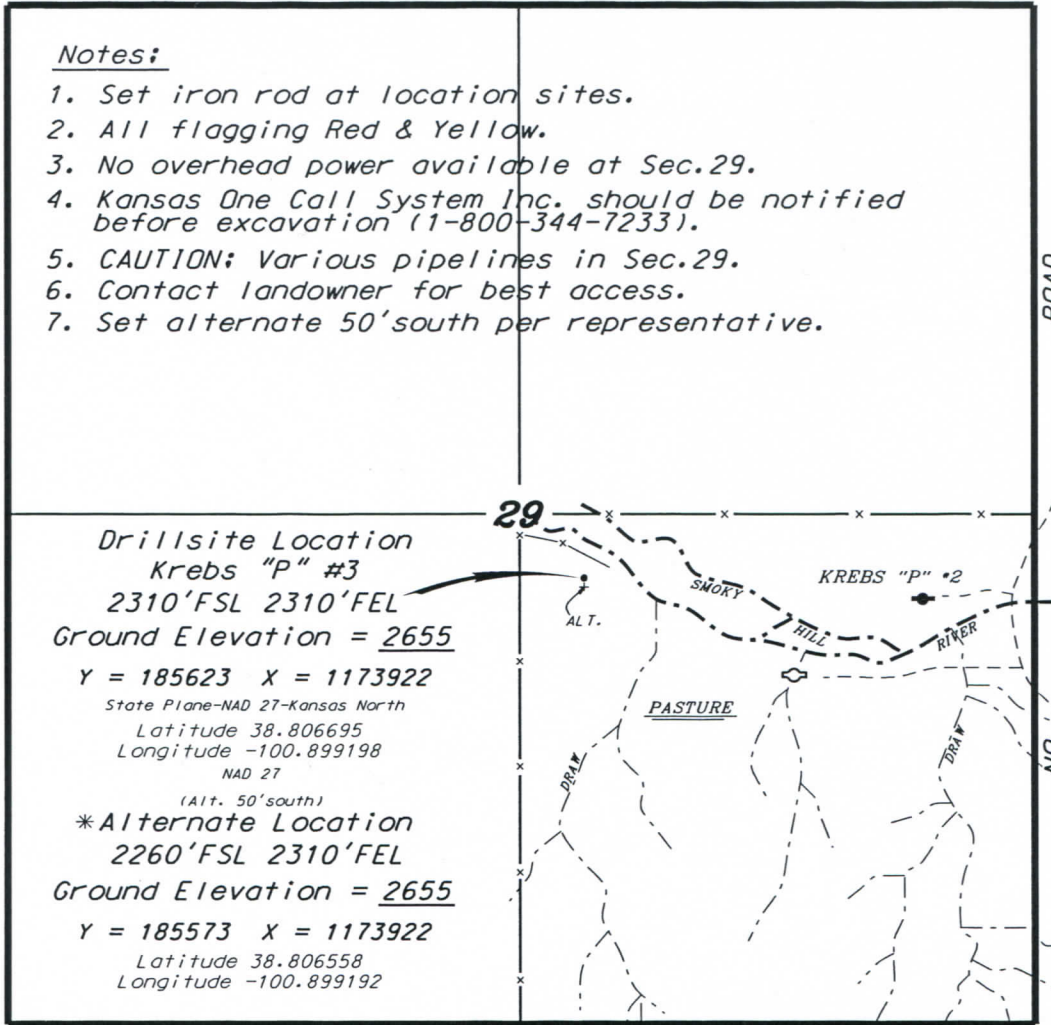 Notes:
1. Set iron rod at location sites.
2. All flagging Red & Yellow.
3. No overhead power available at Sec.29.
4. Kansas One Call System Inc. should be notified
before excavation (1-800-344-7233).
5. CAUTION: Various pipelines in Sec.29.
6. Contact landowner for best access.
7. Set alternate 50'south per representative.
ROAD
29
Drillsite Location
Krebs "P" #3
2310'FSL 2310'FEL
Ground Elevation = 2655
Y = 185623 X = 1173922
State Plane-NAD 27-Kansas North
Latitude 38.806695
Longitude -100.899198
NAD 27
(Alt. 50'south)
*Alternate Location
2260'FSL 2310'FEL
Ground Elevation = 2655
Y = 185573 X = 1173922
Latitude 38.806558
Longitude -100.899192
ALT.
SMOKY
HILL
RIVER
KREBS "P" #2
PASTURE
DRAW
DRAW
NO